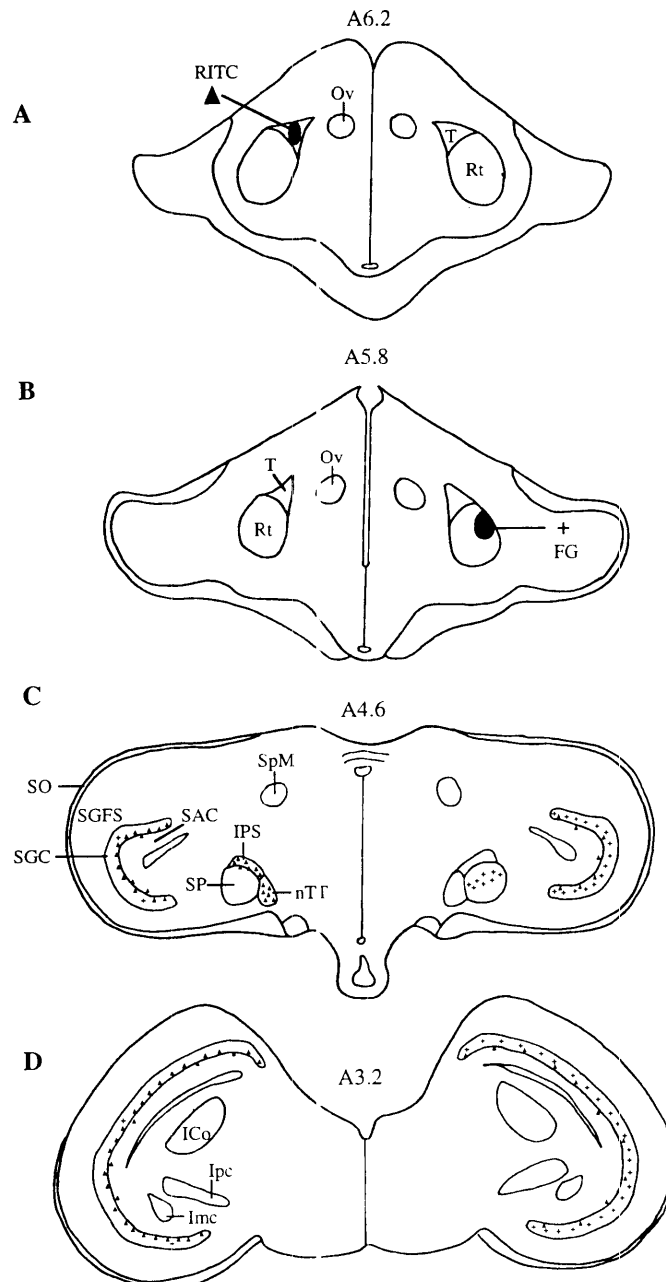 A6.2
RITC
A
Ov
T
Rt
A5.8
B
T
Ov
Rt
+
FG
C
A4.6
SpM
SO
SGFS
SAC
SGC
IPS
SP
nTT
D
A3.2
ICo
Ipc
Imc